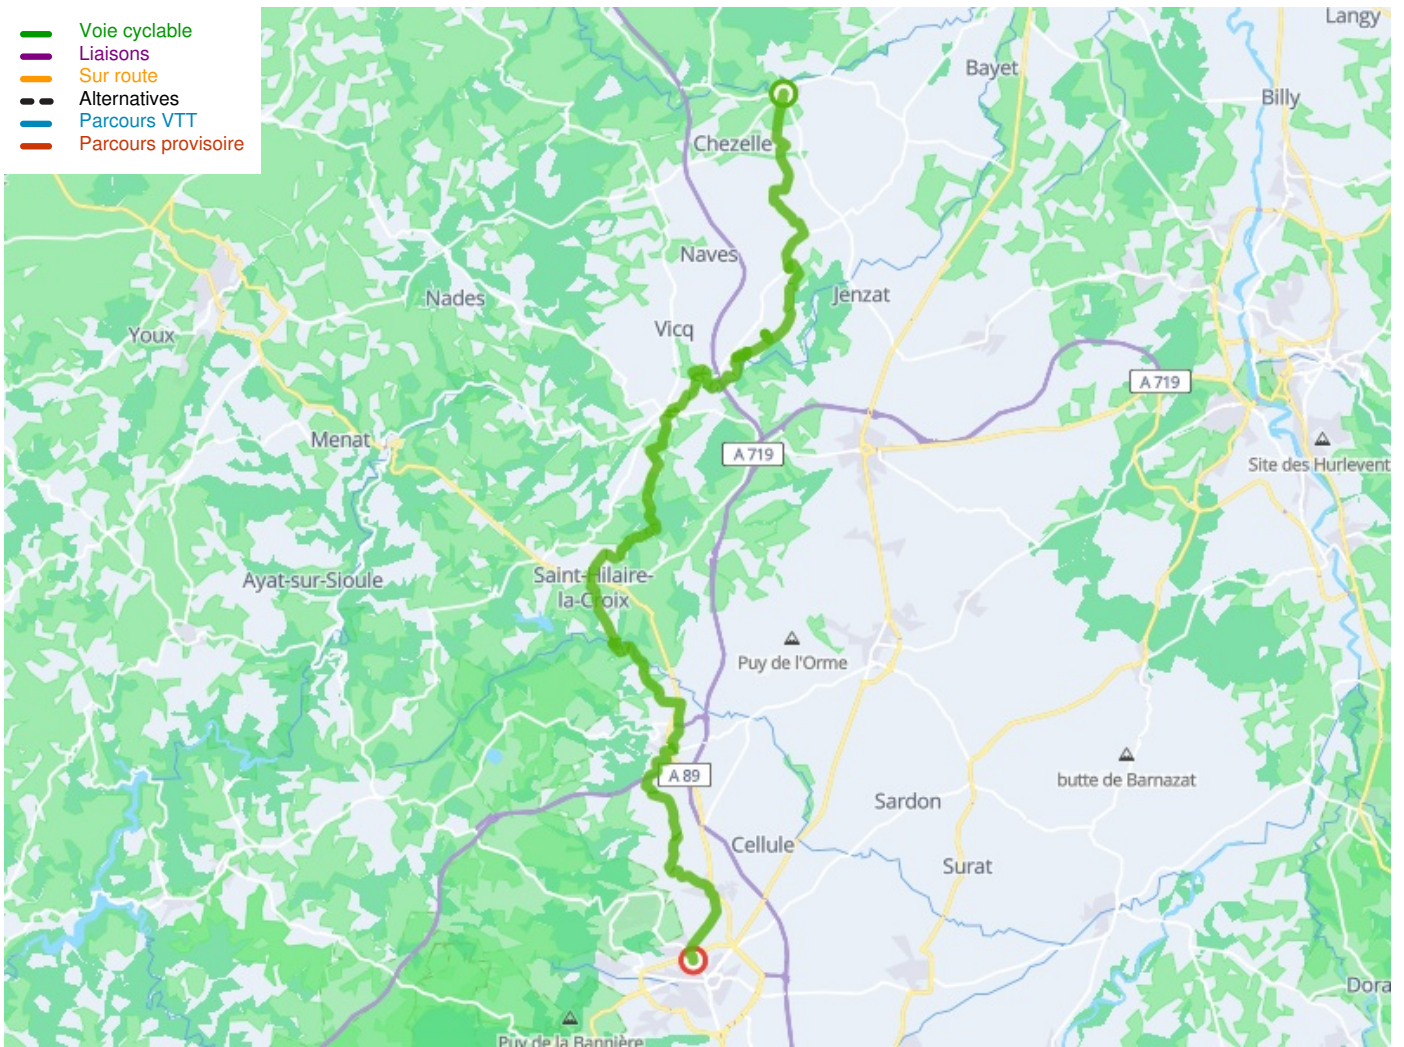 Voie cyclable
Liaisons
Sur route
Alternatives
Parcours VTT
Parcours provisoire
Langy
Bayet
Billy
Chezelle
Naves
Jenzat
Nades
Vicq
Youx
A 719
Menat
A 719
Site des Hurlevent
Saint-Hilaire-
la-Croix
Ayat-sur-Sioule
Puy de l'Orme
A 89
butte de Barnazat
Sardon
Cellule
Surat
Dora
Puy de la Bannière